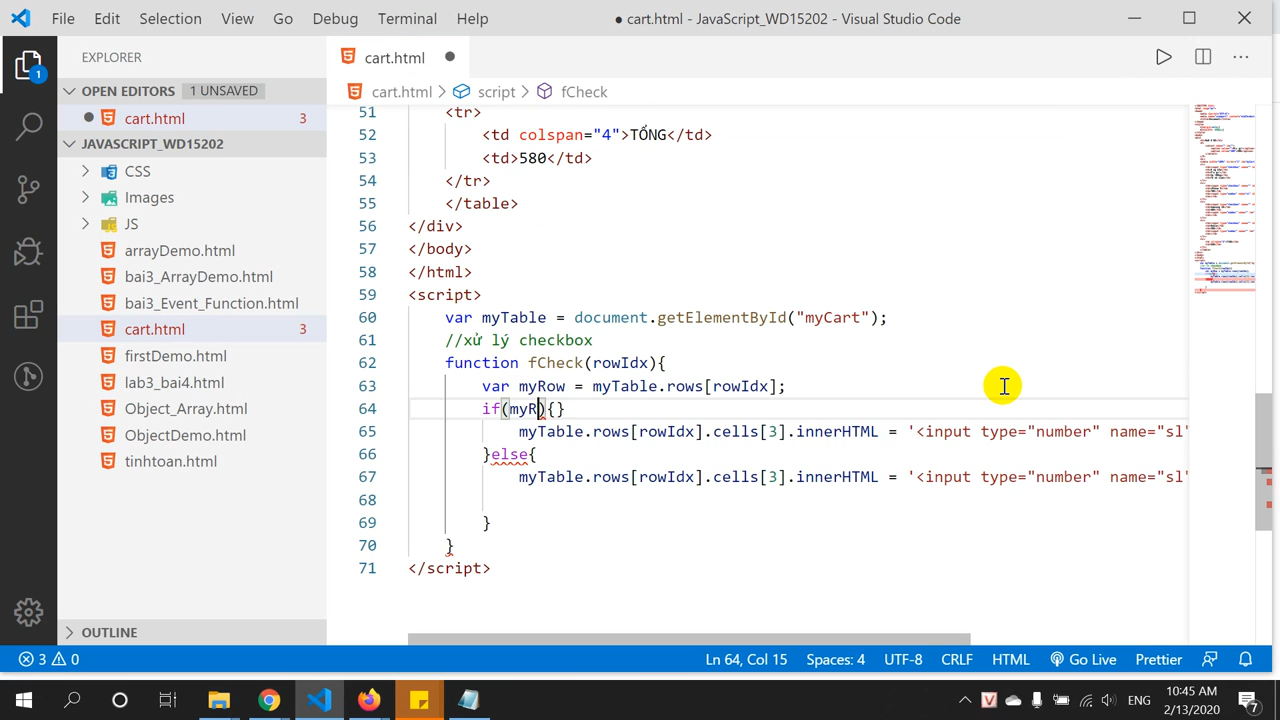 File Edit Selection View Go Debug Terminal Help ● cart.html - JavaScript_WD15202 - Visual Studio Code
EXPLORER
cart.html
OPEN EDITORS 1 UNSAVED
cart.html 3
JAVASCRIPT_WD15202
CSS
Images
JS
arrayDemo.html
bai3_ArrayDemo.html
bai3_Event_Function.html
cart.html 3
firstDemo.html
lab3_bai4.html
Object_Array.html
ObjectDemo.html
tinhtoan.html
OUTLINE
1
cart.html > script > fCheck
51 <tr>
52 <td colspan="4">TỔNG</td>
53 <td>580</td>
54 </tr>
55 </table>
56 </div>
57 </body>
58 </html>
59 <script>
60 var myTable = document.getElementById("myCart");
61 //xử lý checkbox
62 function fCheck(rowIdx){
63 var myRow = myTable.rows[rowIdx];
64 if(myR){}
65 myTable.rows[rowIdx].cells[3].innerHTML = '<input type="number" name="sl"
66 }else{
67 myTable.rows[rowIdx].cells[3].innerHTML = '<input type="number" name="sl"
68
69 }
70 }
71 </script>
3 0 Ln 64, Col 15 Spaces: 4 UTF-8 CRLF HTML Go Live Prettier
ENG 10:45 AM
2/13/2020 7